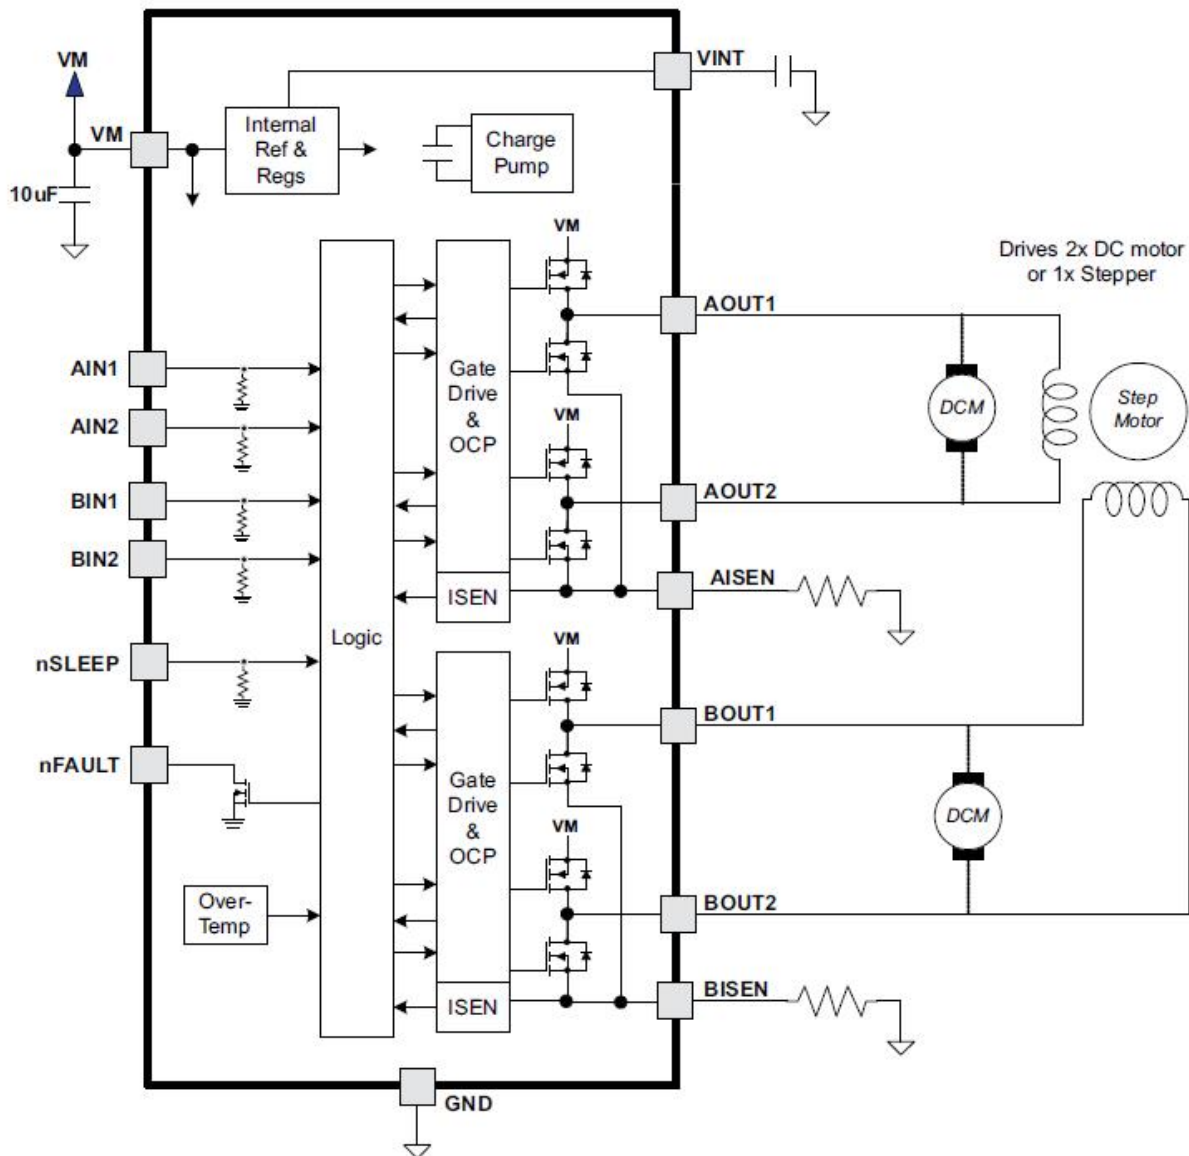 VM
VINT
VM
Internal
Ref &
Regs
Charge
Pump
10uF
VM
Drives 2x DC motor
or 1x Stepper
AOUT1
AIN1
Gate
Drive
&
OCP
DCM
Step
Motor
AIN2
VM
BIN1
AOUT2
BIN2
AISEN
ISEN
Logic
VM
nSLEEP
BOUT1
nFAULT
Gate
Drive
&
OCP
DCM
VM
Over-
Temp
BOUT2
BISEN
ISEN
GND